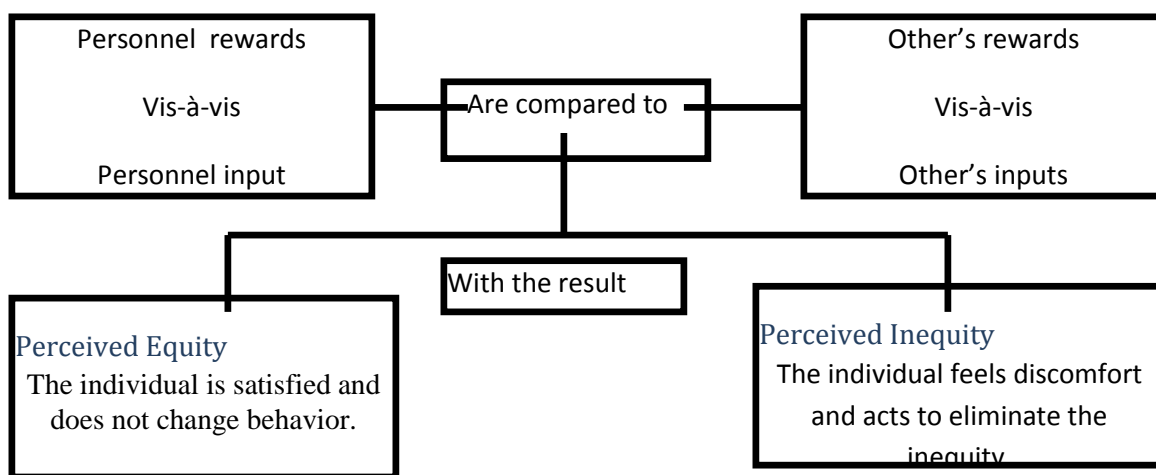 Personnel rewards
Vis-à-vis
Personnel input
Are compared to
Other’s rewards
Vis-à-vis
Other’s inputs
With the result
Perceived Equity
The individual is satisfied and
does not change behavior.
Perceived Inequity
The individual feels discomfort
and acts to eliminate the
inequity